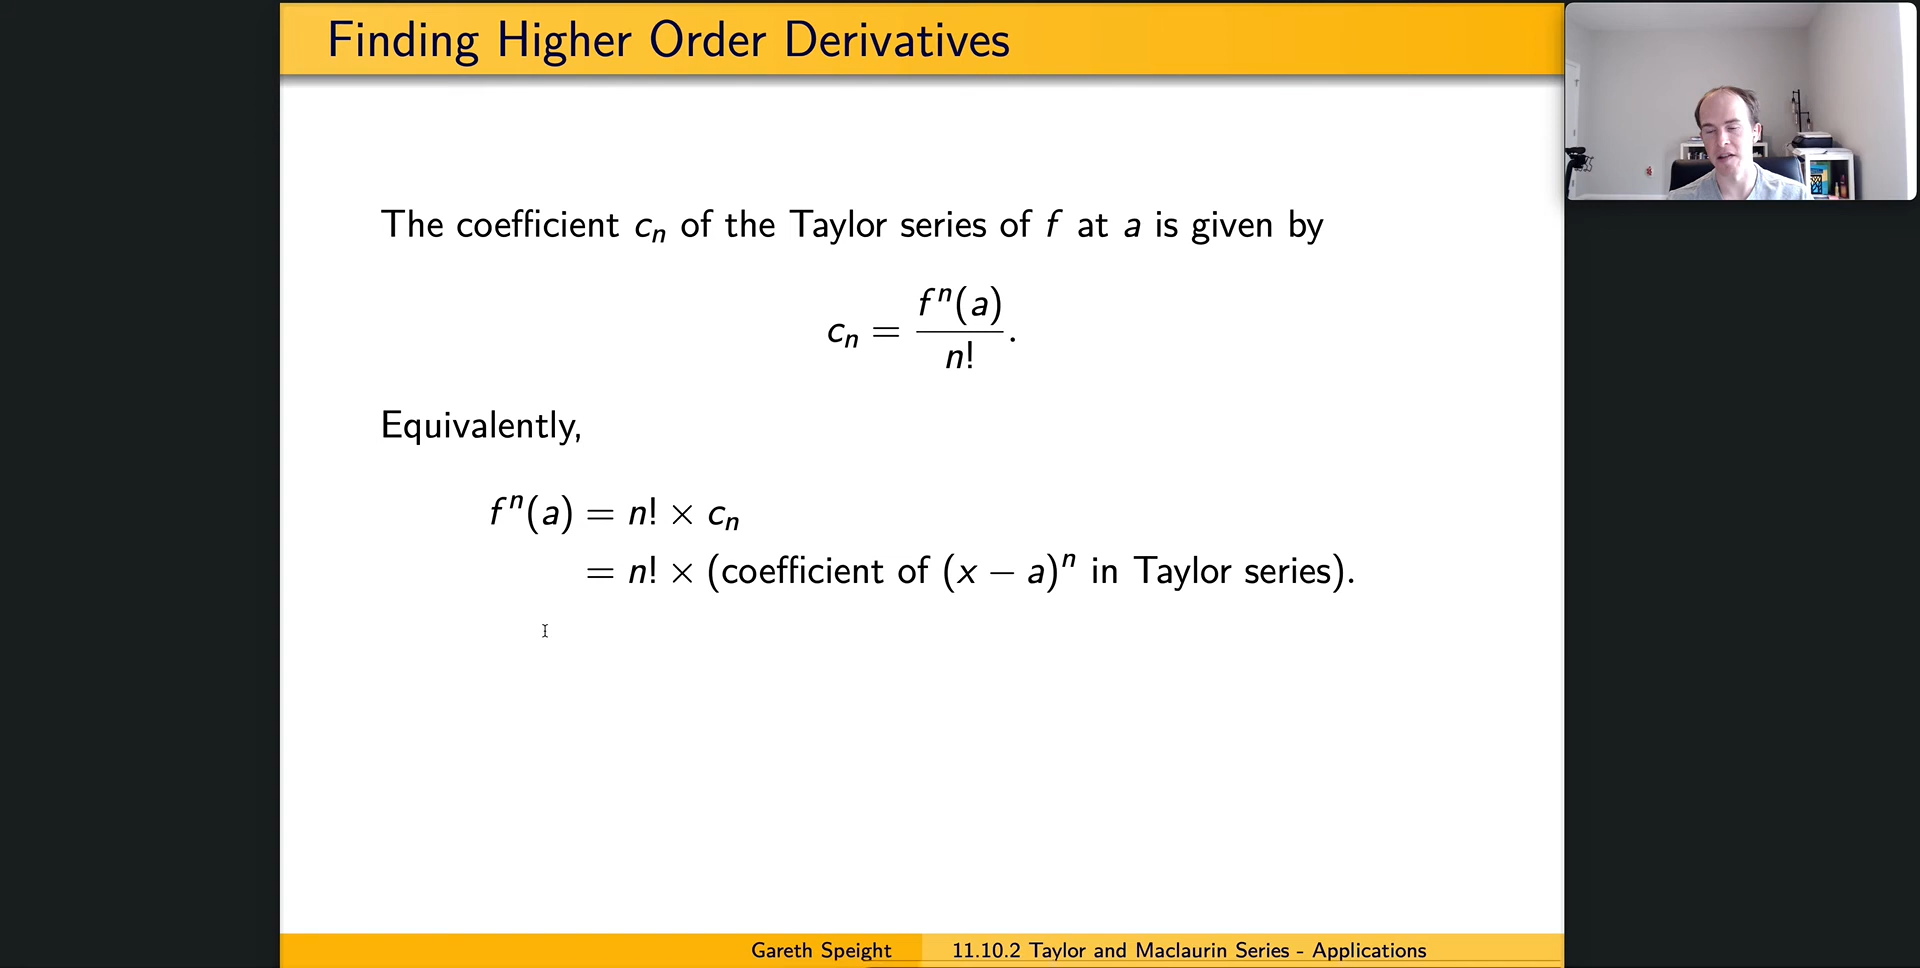 Finding Higher Order Derivatives
The coefficient cₙ of the Taylor series of f at a is given by
cₙ = fⁿ(a) / n! .
Equivalently,
fⁿ(a) = n! × cₙ
= n! × (coefficient of (x − a)ⁿ in Taylor series).
Gareth Speight 11.10.2 Taylor and Maclaurin Series - Applications